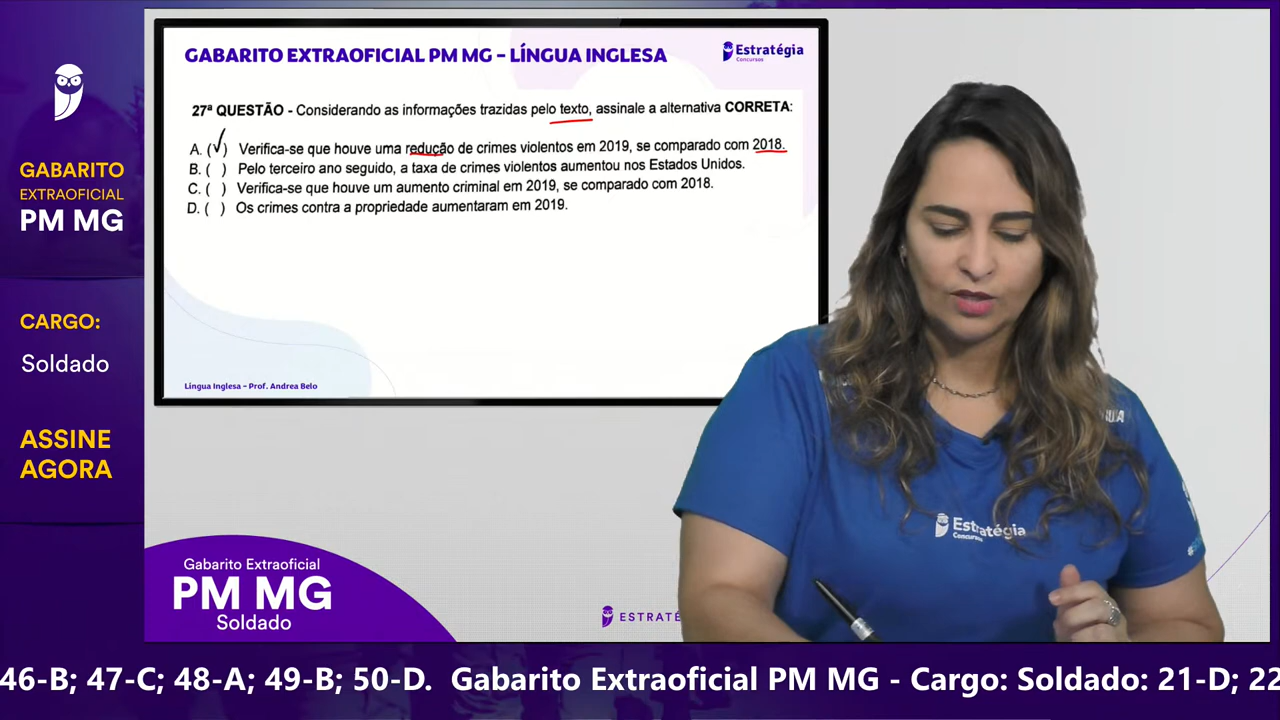 GABARITO
EXTRAOFICIAL
PM MG
CARGO:
Soldado
ASSINE
AGORA
GABARITO EXTRAOFICIAL PM MG – LÍNGUA INGLESA
Estratégia
Concursos
27ª QUESTÃO - Considerando as informações trazidas pelo texto, assinale a alternativa CORRETA:
A. (✓) Verifica-se que houve uma redução de crimes violentos em 2019, se comparado com 2018.
B. ( ) Pelo terceiro ano seguido, a taxa de crimes violentos aumentou nos Estados Unidos.
C. ( ) Verifica-se que houve um aumento criminal em 2019, se comparado com 2018.
D. ( ) Os crimes contra a propriedade aumentaram em 2019.
Língua Inglesa – Prof. Andrea Belo
Estratégia
Concursos
Gabarito Extraoficial
PM MG
Soldado
ESTRATÉ
46-B; 47-C; 48-A; 49-B; 50-D. Gabarito Extraoficial PM MG - Cargo: Soldado: 21-D; 22